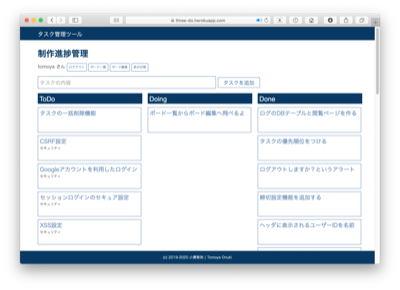 three-do.herokuapp.com
タスク管理ツール
制作進捗管理
tomoya さん ログアウト ボード一覧 ボード編集 表示切替
タスクの内容 タスクを追加
ToDo Doing Done
タスクの一括削除機能
ボード一覧からボード編集へ飛べるよ
ログのDBテーブルと閲覧ページを作る
CSRF設定
セキュリティ
タスクの優先順位をつける
Googleアカウントを利用したログイン
セキュリティ
ログアウトしますか？というアラート
セッションログインのセキュア設定
セキュリティ
締切設定機能を追加する
XSS設定
セキュリティ
ヘッダに表示されるユーザーIDを名前
(c) 2019-2020 小鷺智弥 | Tomoya Onuki